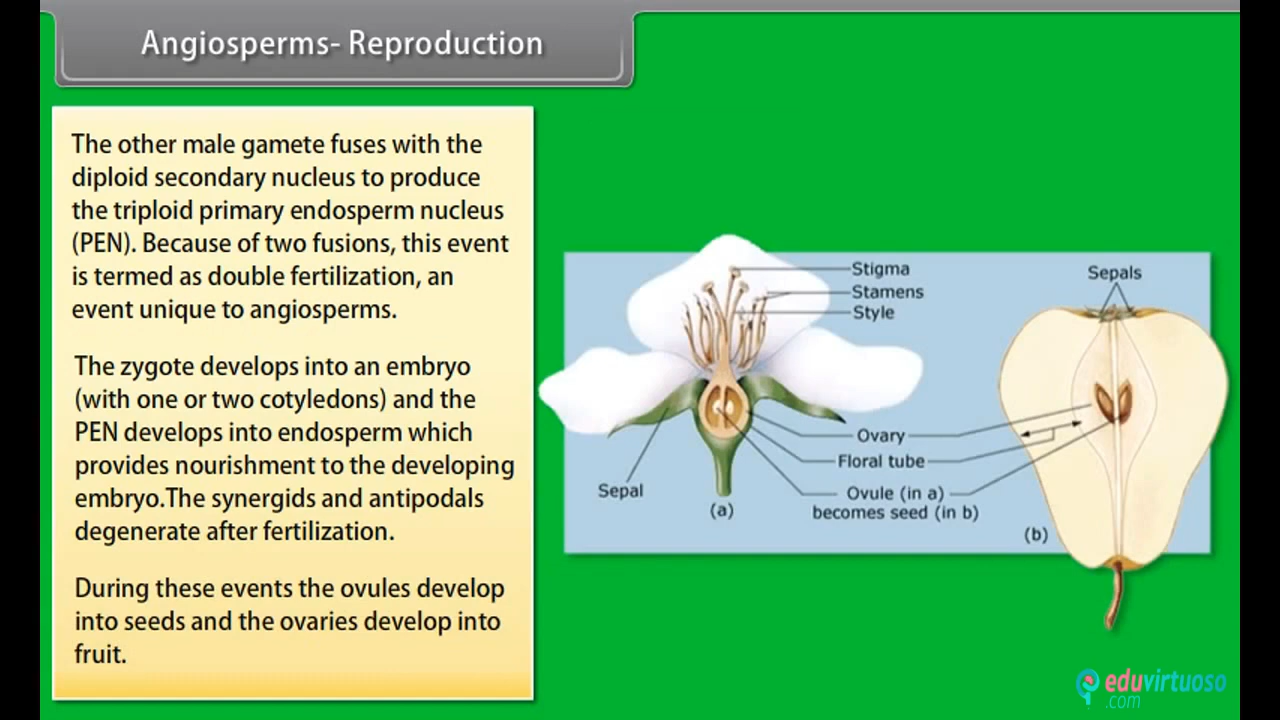 Angiosperms- Reproduction
The other male gamete fuses with the
diploid secondary nucleus to produce
the triploid primary endosperm nucleus
(PEN). Because of two fusions, this event
is termed as double fertilization, an
event unique to angiosperms.
The zygote develops into an embryo
(with one or two cotyledons) and the
PEN develops into endosperm which
provides nourishment to the developing
embryo.The synergids and antipodals
degenerate after fertilization.
During these events the ovules develop
into seeds and the ovaries develop into
fruit.
Stigma
Stamens
Style
Sepals
Ovary
Floral tube
Ovule (in a)
becomes seed (in b)
Sepal
(a)
(b)
eduvirtuoso
.com